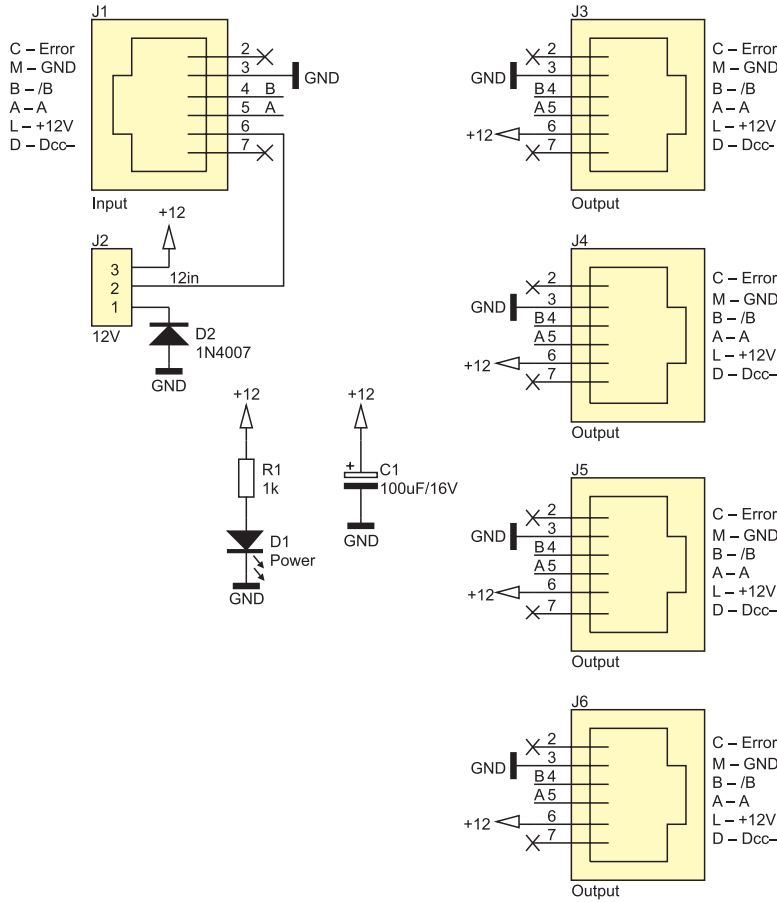 J1
C – Error
M – GND
B – /B
A – A
L – +12V
D – Dcc–
2
3
4 B
5 A
6
7
GND
Input
+12
J2
3
2
1
12in
12V
D2
1N4007
GND
+12
R1
1k
D1
Power
GND
+12
+
C1
100uF/16V
GND
J3
2
GND 3
B 4
A 5
+12 6
7
C – Error
M – GND
B – /B
A – A
L – +12V
D – Dcc–
Output
J4
2
GND 3
B 4
A 5
+12 6
7
C – Error
M – GND
B – /B
A – A
L – +12V
D – Dcc–
Output
J5
2
GND 3
B 4
A 5
+12 6
7
C – Error
M – GND
B – /B
A – A
L – +12V
D – Dcc–
Output
J6
2
GND 3
B 4
A 5
+12 6
7
C – Error
M – GND
B – /B
A – A
L – +12V
D – Dcc–
Output